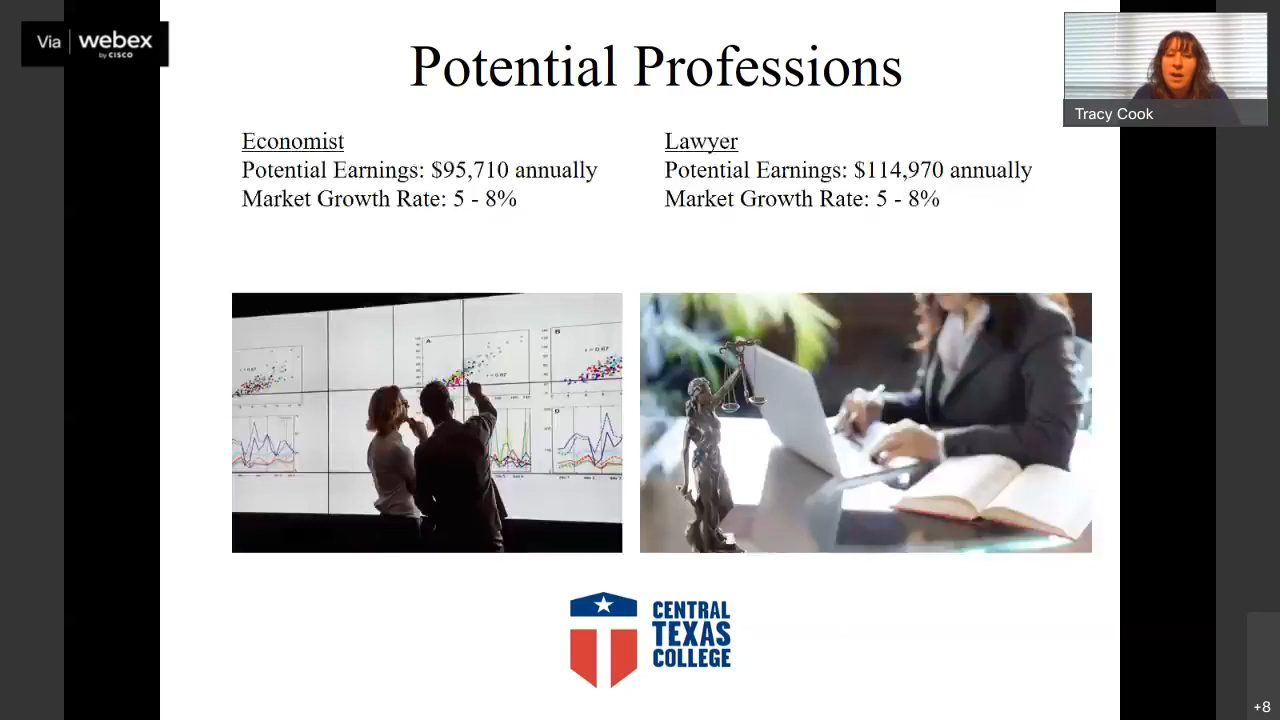 Via webex
by CISCO
Potential Professions
Tracy Cook
Economist
Potential Earnings: $95,710 annually
Market Growth Rate: 5 - 8%
Lawyer
Potential Earnings: $114,970 annually
Market Growth Rate: 5 - 8%
A
B
D
CENTRAL
TEXAS
COLLEGE
+8